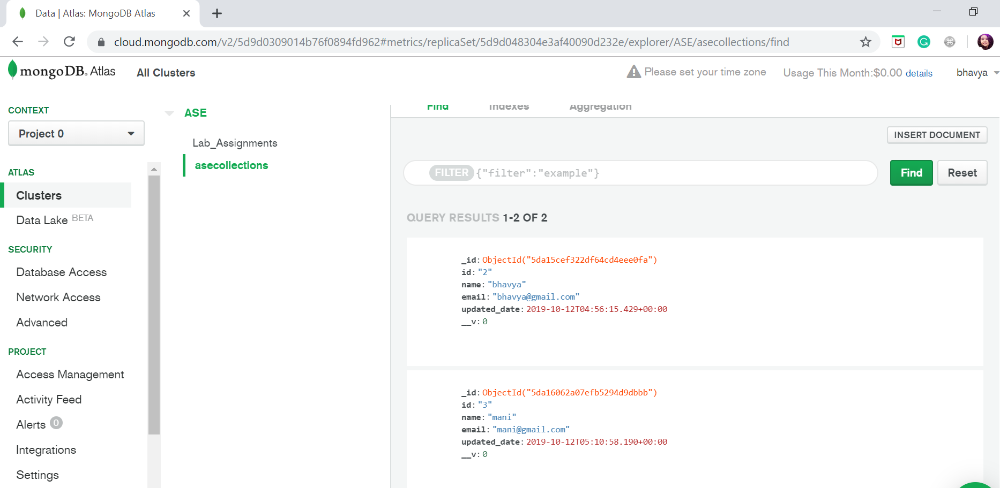 Data | Atlas: MongoDB Atlas
cloud.mongodb.com/v2/5d9d0309014b76f0894fd962#metrics/replicaSet/5d9d048304e3af40090d232e/explorer/ASE/asecollections/find
mongoDB. Atlas
All Clusters
Please set your time zone
Usage This Month:$0.00 details
bhavya
CONTEXT
Project 0
ATLAS
Clusters
Data Lake BETA
SECURITY
Database Access
Network Access
Advanced
PROJECT
Access Management
Activity Feed
Alerts 0
Integrations
Settings
ASE
Lab_Assignments
asecollections
Find
Indexes
Aggregation
INSERT DOCUMENT
FILTER {"filter":"example"}
Find
Reset
QUERY RESULTS 1-2 OF 2
_id: ObjectId("5da15cef322df64cd4eee0fa")
id: "2"
name: "bhavya"
email: "bhavya@gmail.com"
updated_date: 2019-10-12T04:56:15.429+00:00
__v: 0
_id: ObjectId("5da16062a07efb5294d9dbbb")
id: "3"
name: "mani"
email: "mani@gmail.com"
updated_date: 2019-10-12T05:10:58.190+00:00
__v: 0